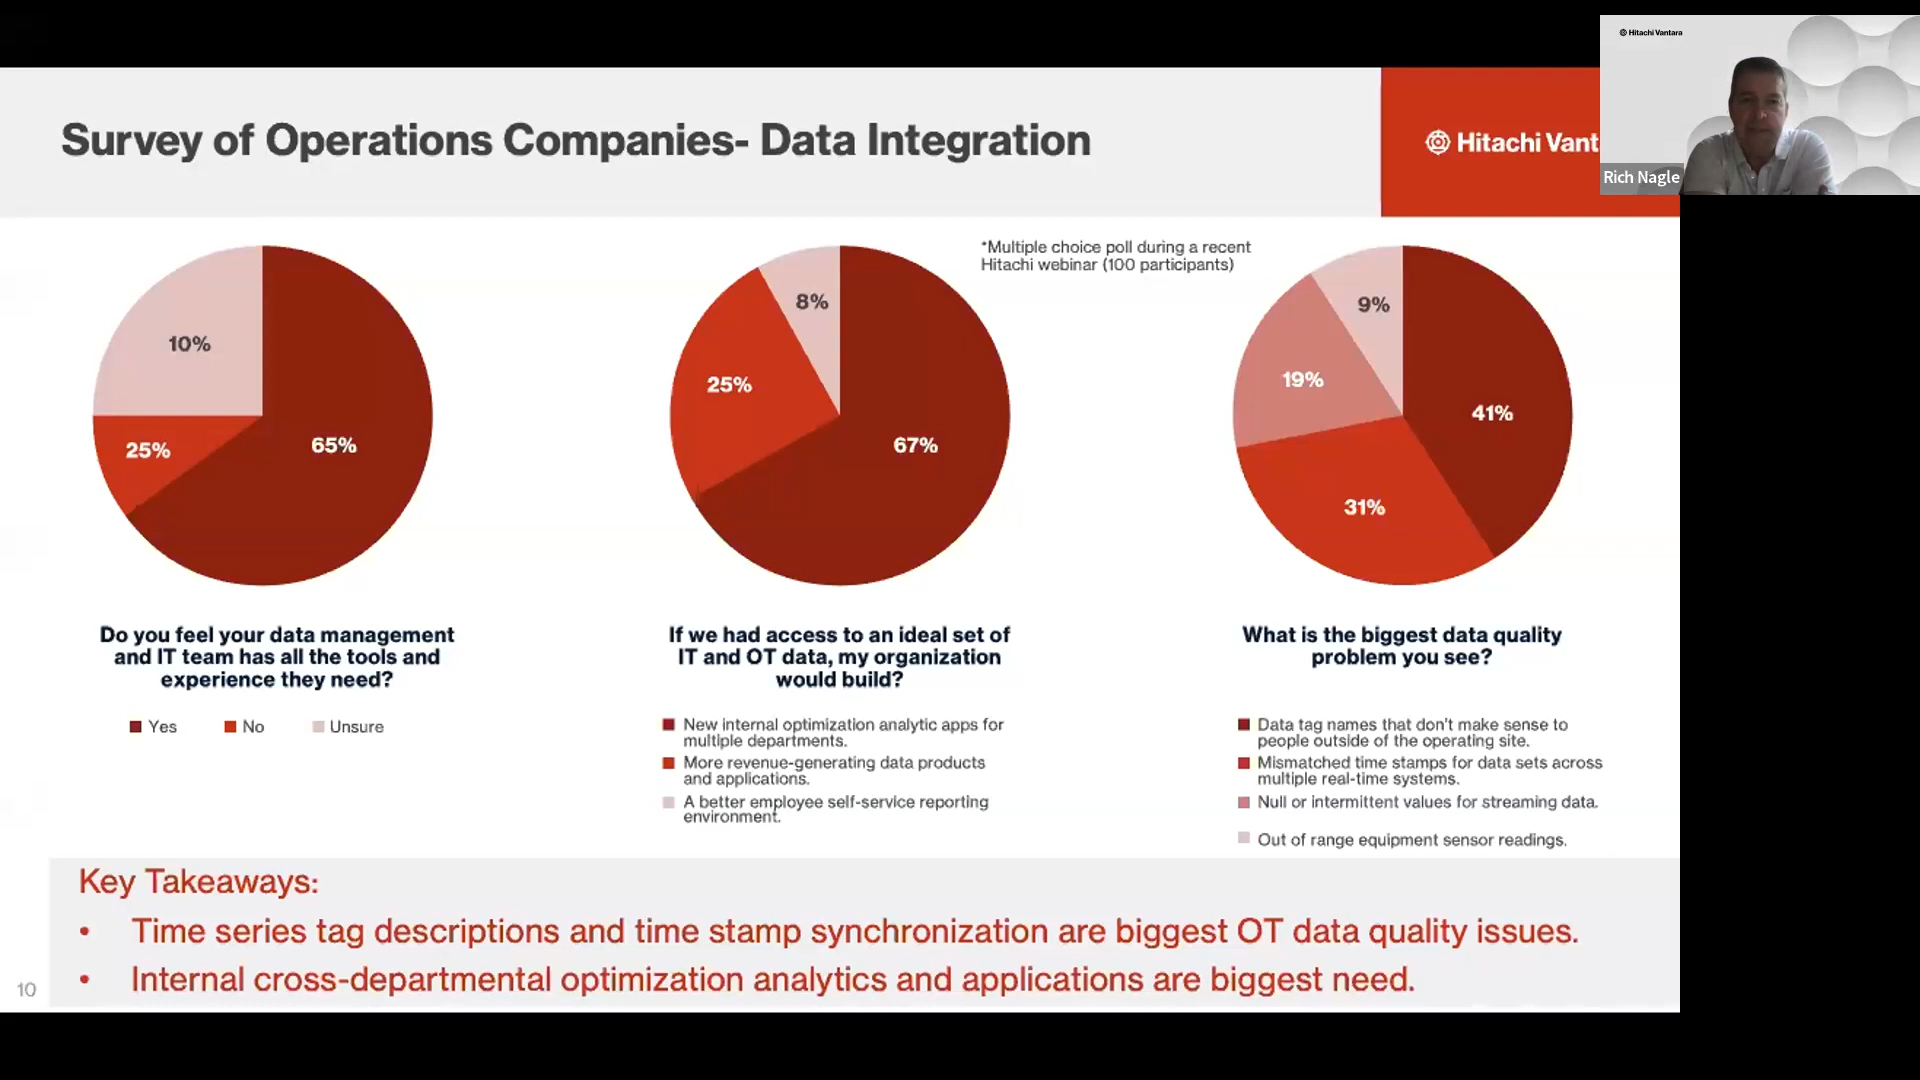 Hitachi Vantara
Survey of Operations Companies- Data Integration
Hitachi Vant
Rich Nagle
*Multiple choice poll during a recent
Hitachi webinar (100 participants)
10%
25%
65%
8%
25%
67%
9%
19%
41%
31%
Do you feel your data management
and IT team has all the tools and
experience they need?
Yes
No
Unsure
If we had access to an ideal set of
IT and OT data, my organization
would build?
New internal optimization analytic apps for
multiple departments.
More revenue-generating data products
and applications.
A better employee self-service reporting
environment.
What is the biggest data quality
problem you see?
Data tag names that don't make sense to
people outside of the operating site.
Mismatched time stamps for data sets across
multiple real-time systems.
Null or intermittent values for streaming data.
Out of range equipment sensor readings.
Key Takeaways:
• Time series tag descriptions and time stamp synchronization are biggest OT data quality issues.
• Internal cross-departmental optimization analytics and applications are biggest need.
10